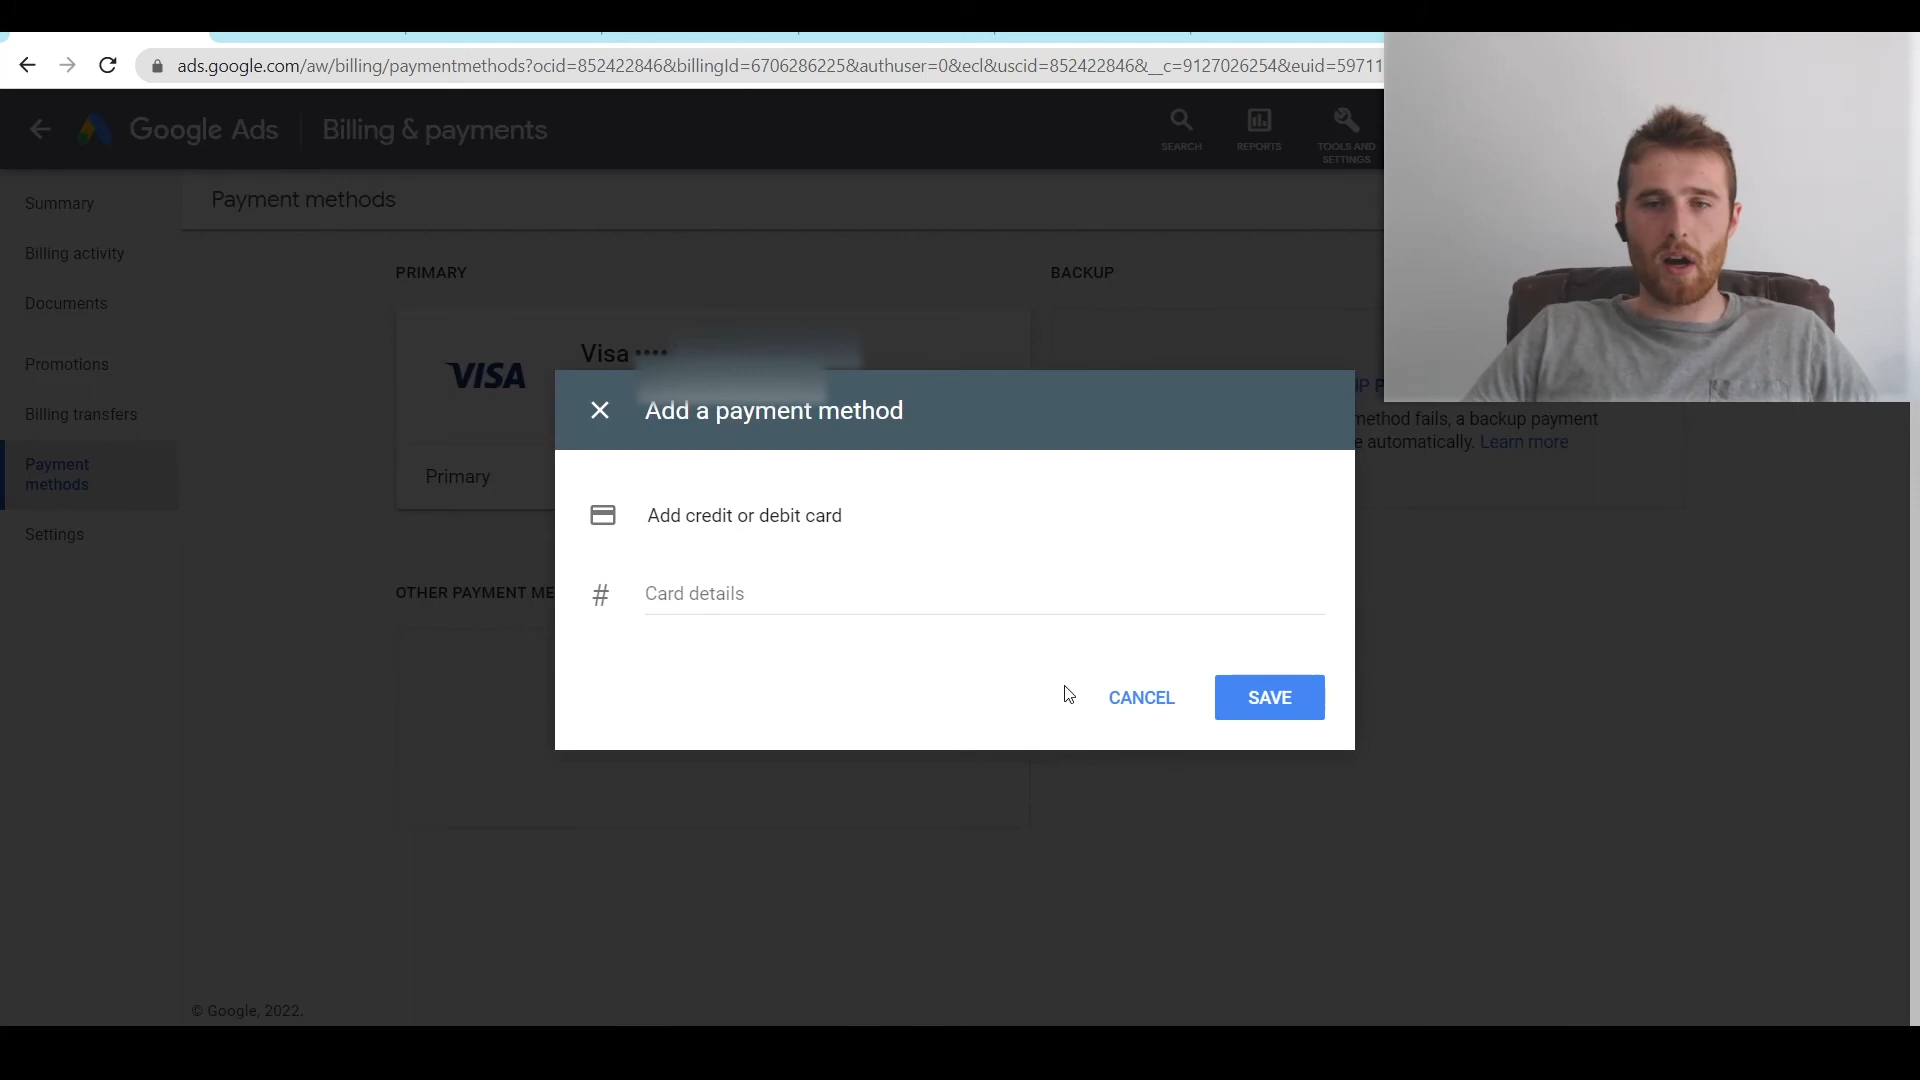 ads.google.com/aw/billing/paymentmethods?ocid=852422846&billingId=6706286225&authuser=0&ecl&uscid=852422846&__c=9127026254&euid=59711
Google Ads
Billing & payments
SEARCH
REPORTS
TOOLS AND
SETTINGS
Summary
Billing activity
Documents
Promotions
Billing transfers
Payment
methods
Settings
Payment methods
PRIMARY
BACKUP
VISA
Visa ••••
Primary
method fails, a backup payment
automatically. Learn more
OTHER PAYMENT ME
Add a payment method
Add credit or debit card
# Card details
CANCEL
SAVE
© Google, 2022.